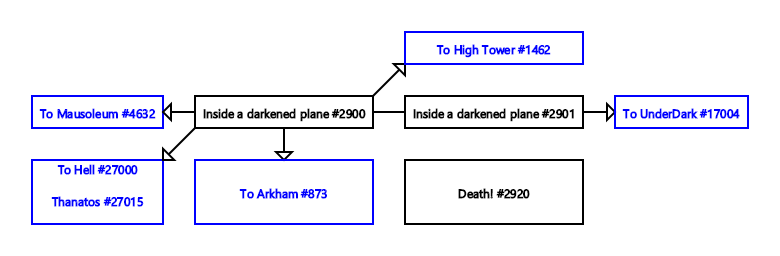 To High Tower #1462
To Mausoleum #4632
Inside a darkened plane #2900
Inside a darkened plane #2901
To UnderDark #17004
To Hell #27000
Thanatos #27015
To Arkham #873
Death! #2920